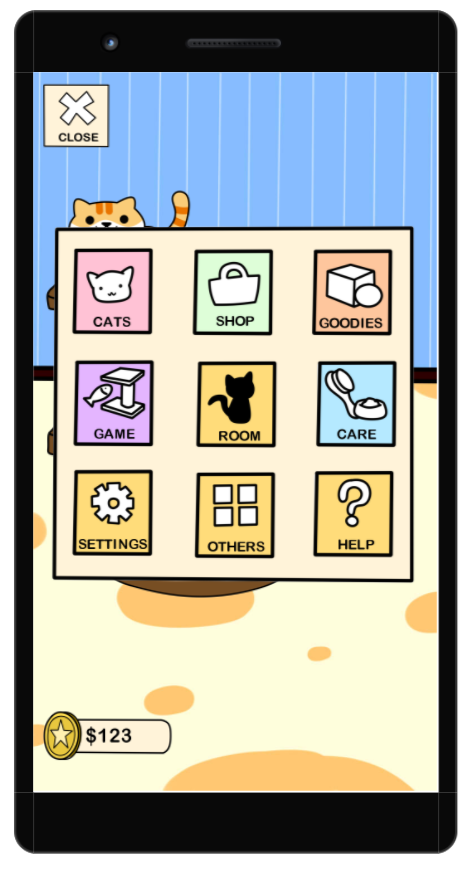 CLOSE
CATS
SHOP
GOODIES
GAME
ROOM
CARE
SETTINGS
OTHERS
HELP
$123